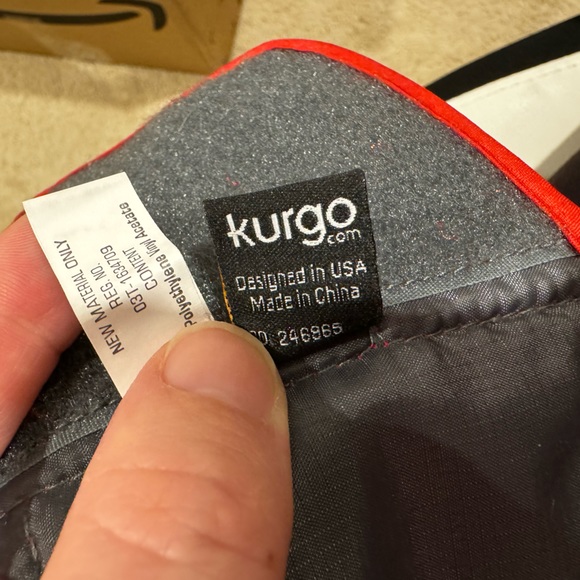 kurgo
.com
Designed in USA
Made in China
246865
NEW MATERIAL ONLY
REG. NO.
CONTENT
Polyethylene Vinyl Acetate